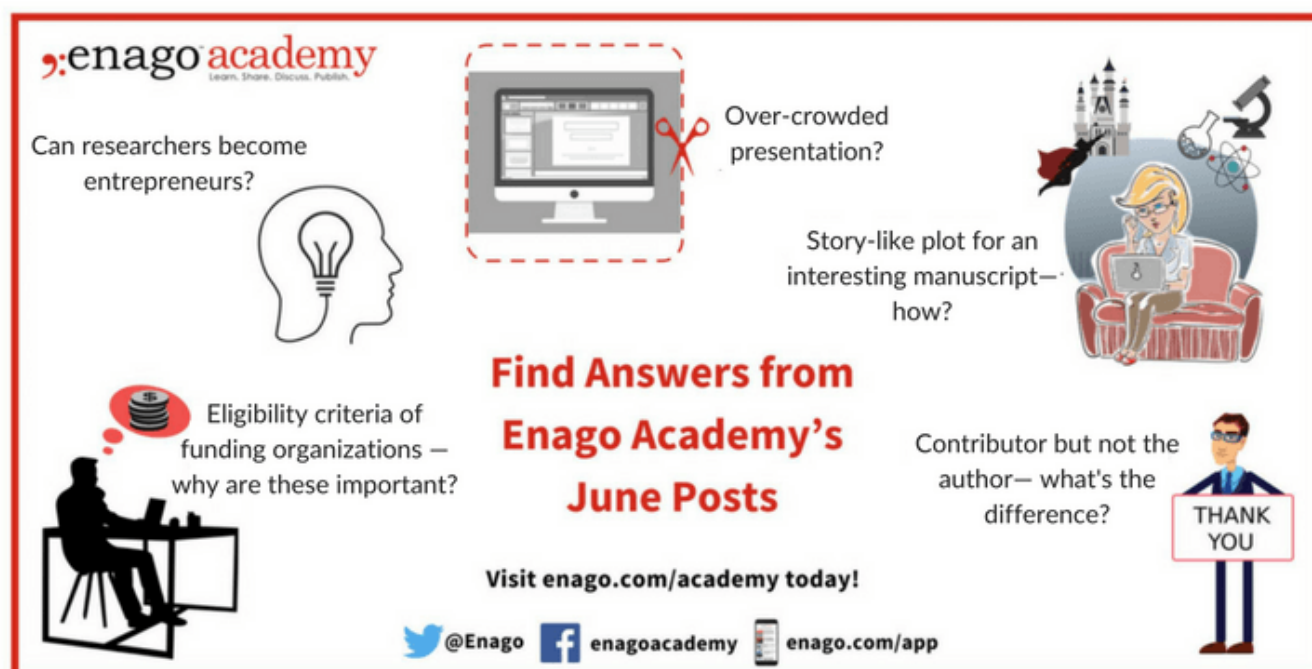 enago academy
Learn. Share. Discuss. Publish.
Can researchers become
entrepreneurs?
Over-crowded
presentation?
Story-like plot for an
interesting manuscript—
how?
Eligibility criteria of
funding organizations —
why are these important?
$
Find Answers from
Enago Academy’s
June Posts
Contributor but not the
author— what's the
difference?
THANK
YOU
Visit enago.com/academy today!
@Enago
enagoacademy
enago.com/app